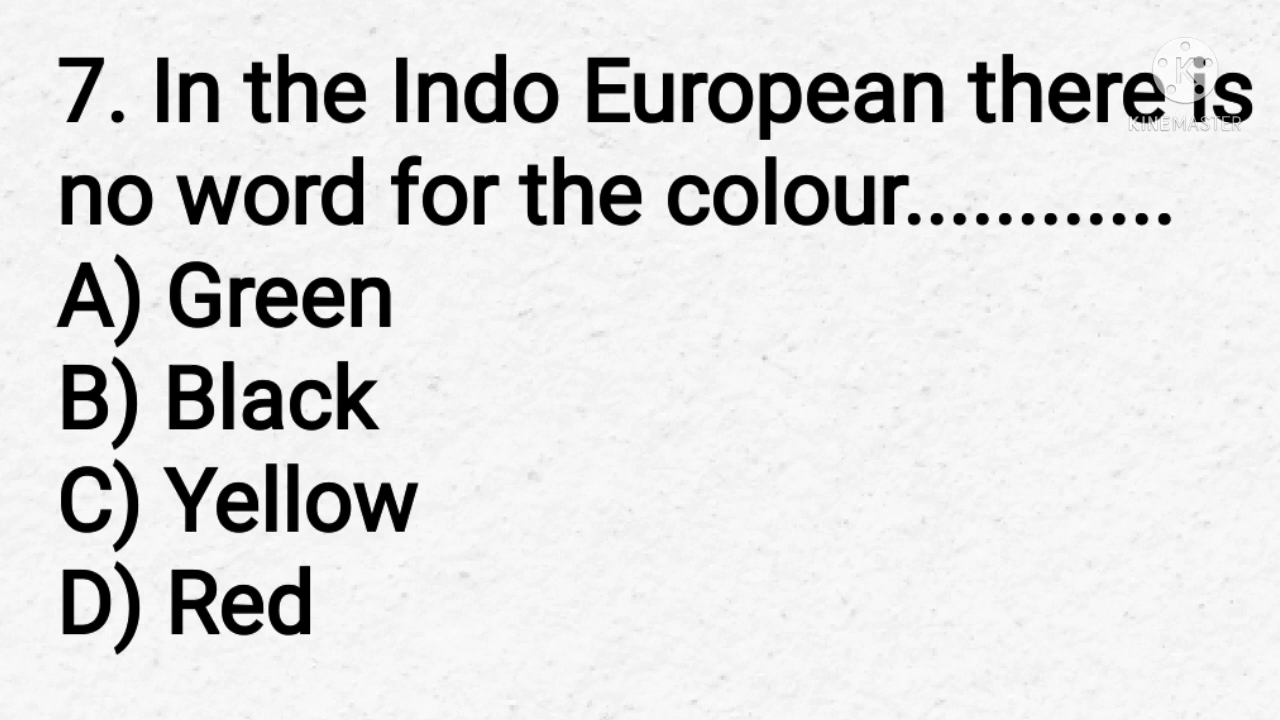 7. In the Indo European there is
KINEMASTER
no word for the colour............
A) Green
B) Black
C) Yellow
D) Red